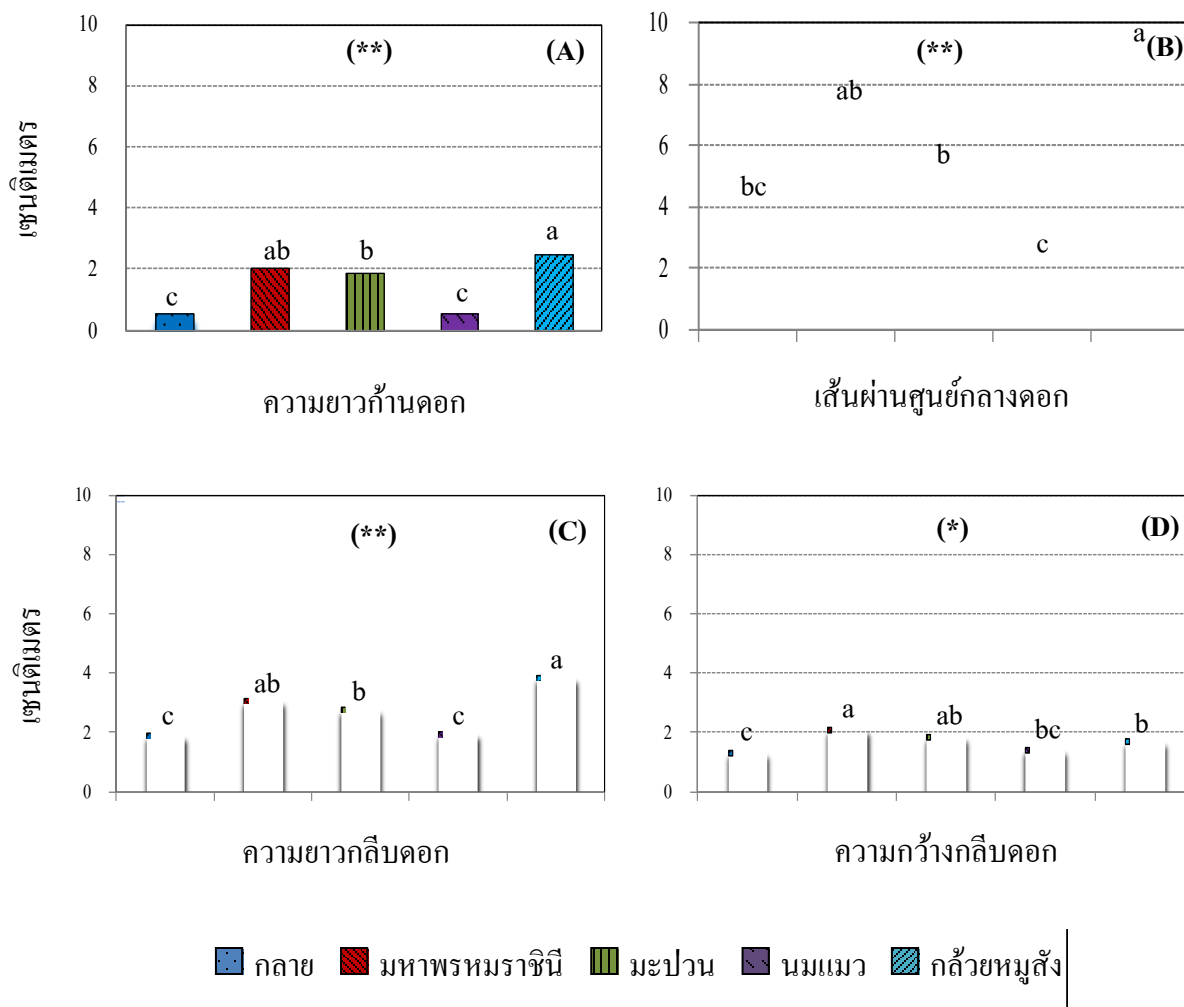 10 (**) (A)
8
6
4
2
0
ab b a
c c
เซนติเมตร
ความยาวก้านดอก
10 a
(**) (B)
8 ab
6 b
bc
4
c
2
0
เส้นผ่านศูนย์กลางดอก
10
(**) (C)
8
6
4
a
ab b
2 c c
0
เซนติเมตร
ความยาวกลีบดอก
10
(*) (D)
8
6
4
a ab bc b
2 c
0
ความกว้างกลีบดอก
กลาย มหาพรหมราชินี มะป่วน นมแมว กล้วยหมูสัง